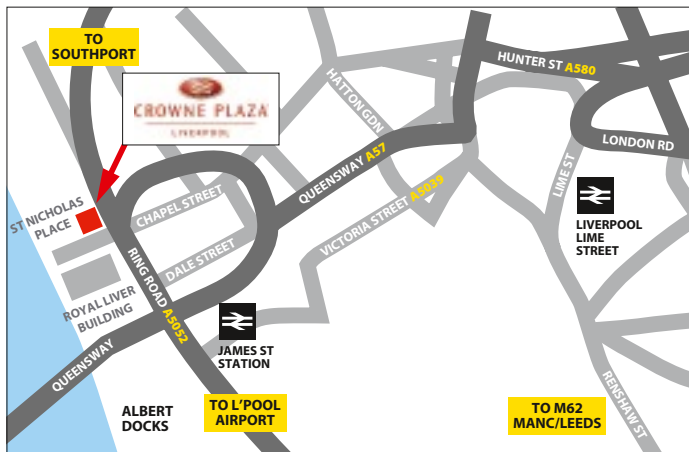 TO
SOUTHPORT
CROWNE PLAZA
LIVERPOOL
HUNTER ST A580
HATTON GDN
LONDON RD
QUEENSWAY A57
LIME ST
VICTORIA STREET A5039
LIVERPOOL
LIME
STREET
ST NICHOLAS
PLACE
CHAPEL STREET
DALE STREET
RING ROAD A5052
ROYAL LIVER
BUILDING
JAMES ST
STATION
QUEENSWAY
RENSHAW ST
ALBERT
DOCKS
TO L'POOL
AIRPORT
TO M62
MANC/LEEDS